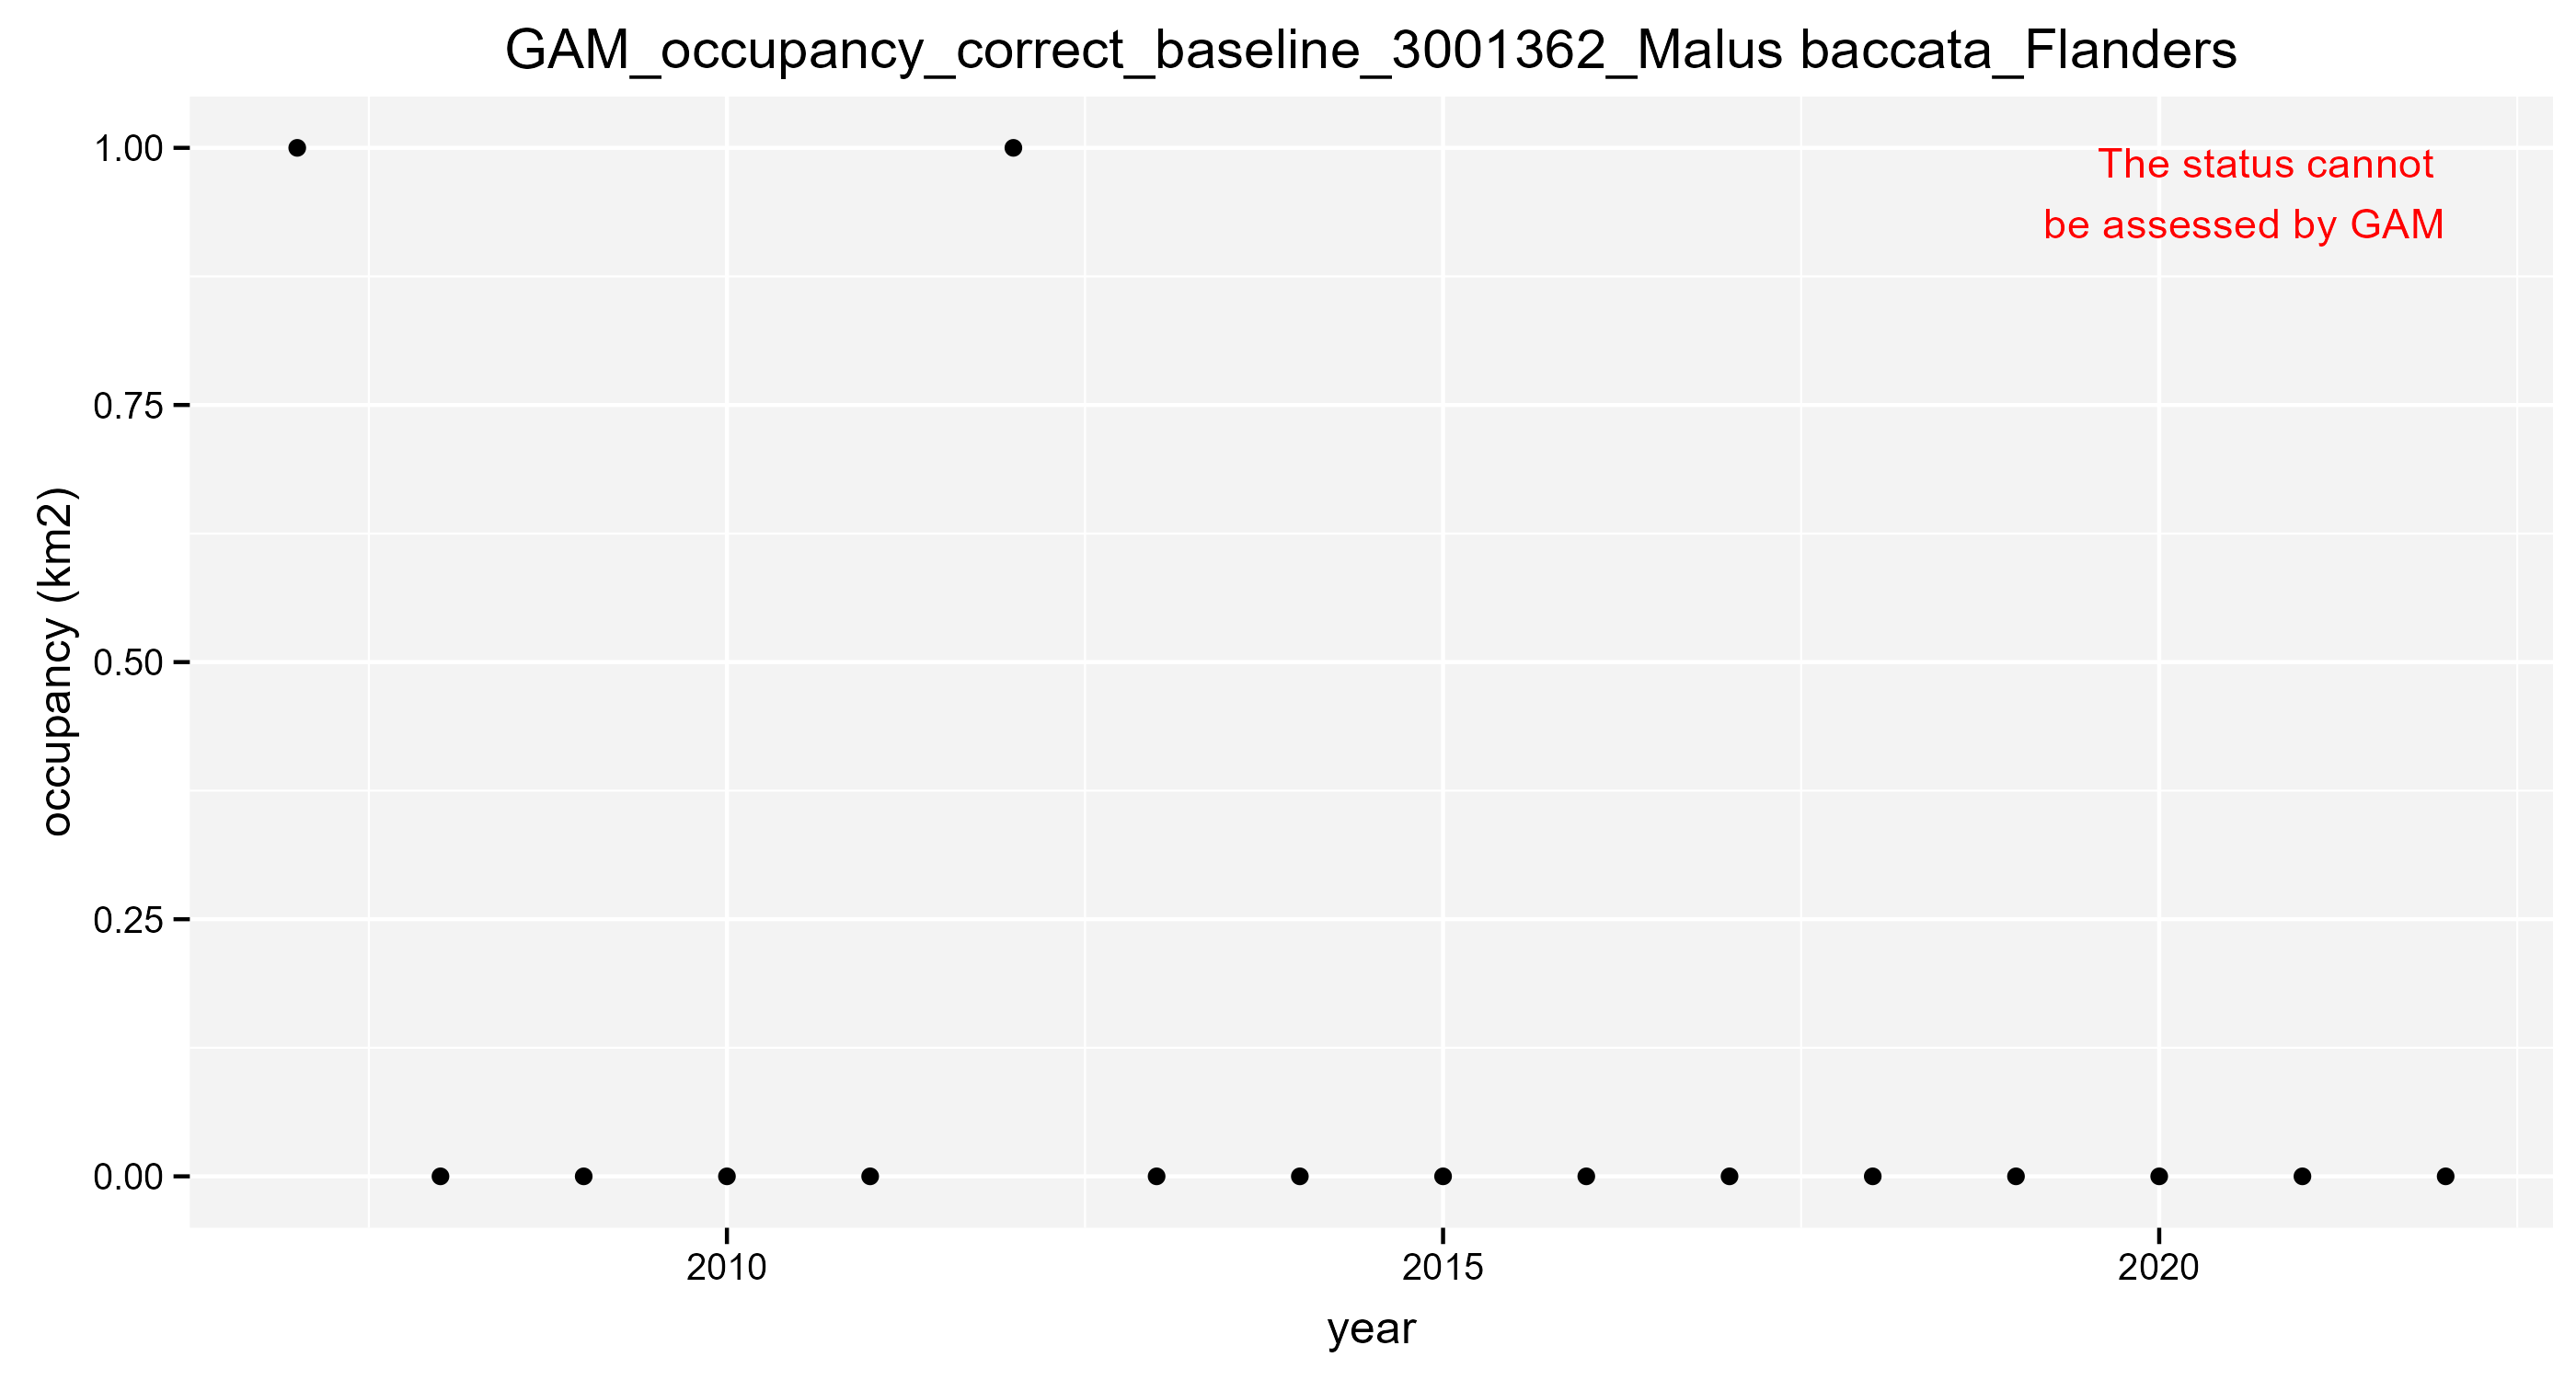 GAM_occupancy_correct_baseline_3001362_Malus baccata_Flanders
The status cannot
be assessed by GAM
1.00
0.75
0.50
0.25
0.00
occupancy (km2)
2010
2015
2020
year